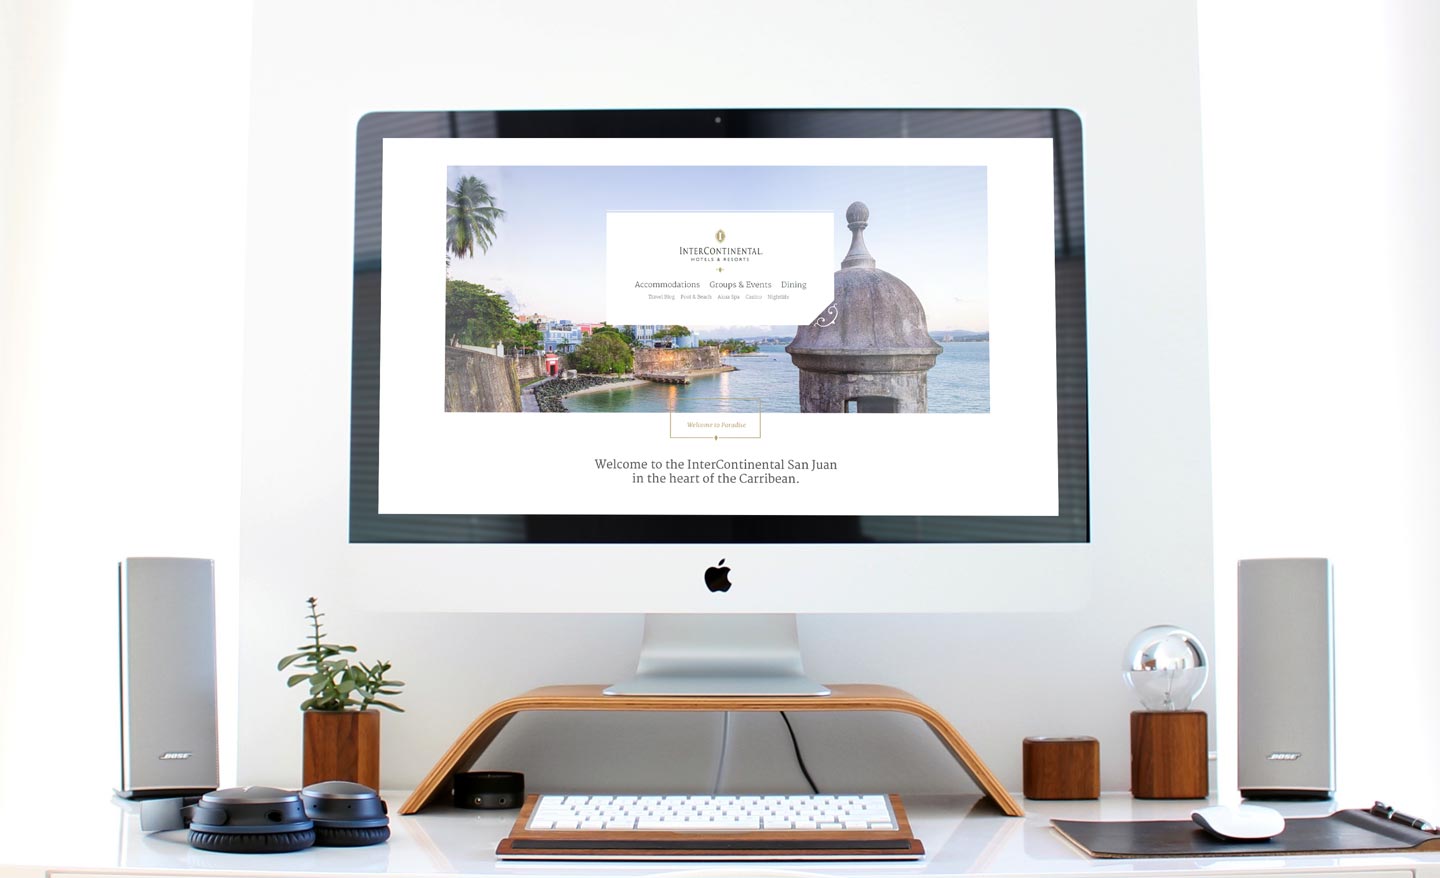 INTERCONTINENTAL
HOTELS & RESORTS
Accommodations Groups & Events Dining
Travel Blog Pool & Beach Alua Spa Casino Nightlife
Welcome to Paradise
Welcome to the InterContinental San Juan
in the heart of the Carribean.
BOSE
BOSE